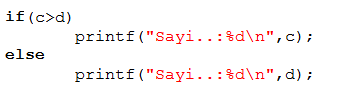 if(c>d)
        printf("Sayi..:%d\n",c);
else
        printf("Sayi..:%d\n",d);